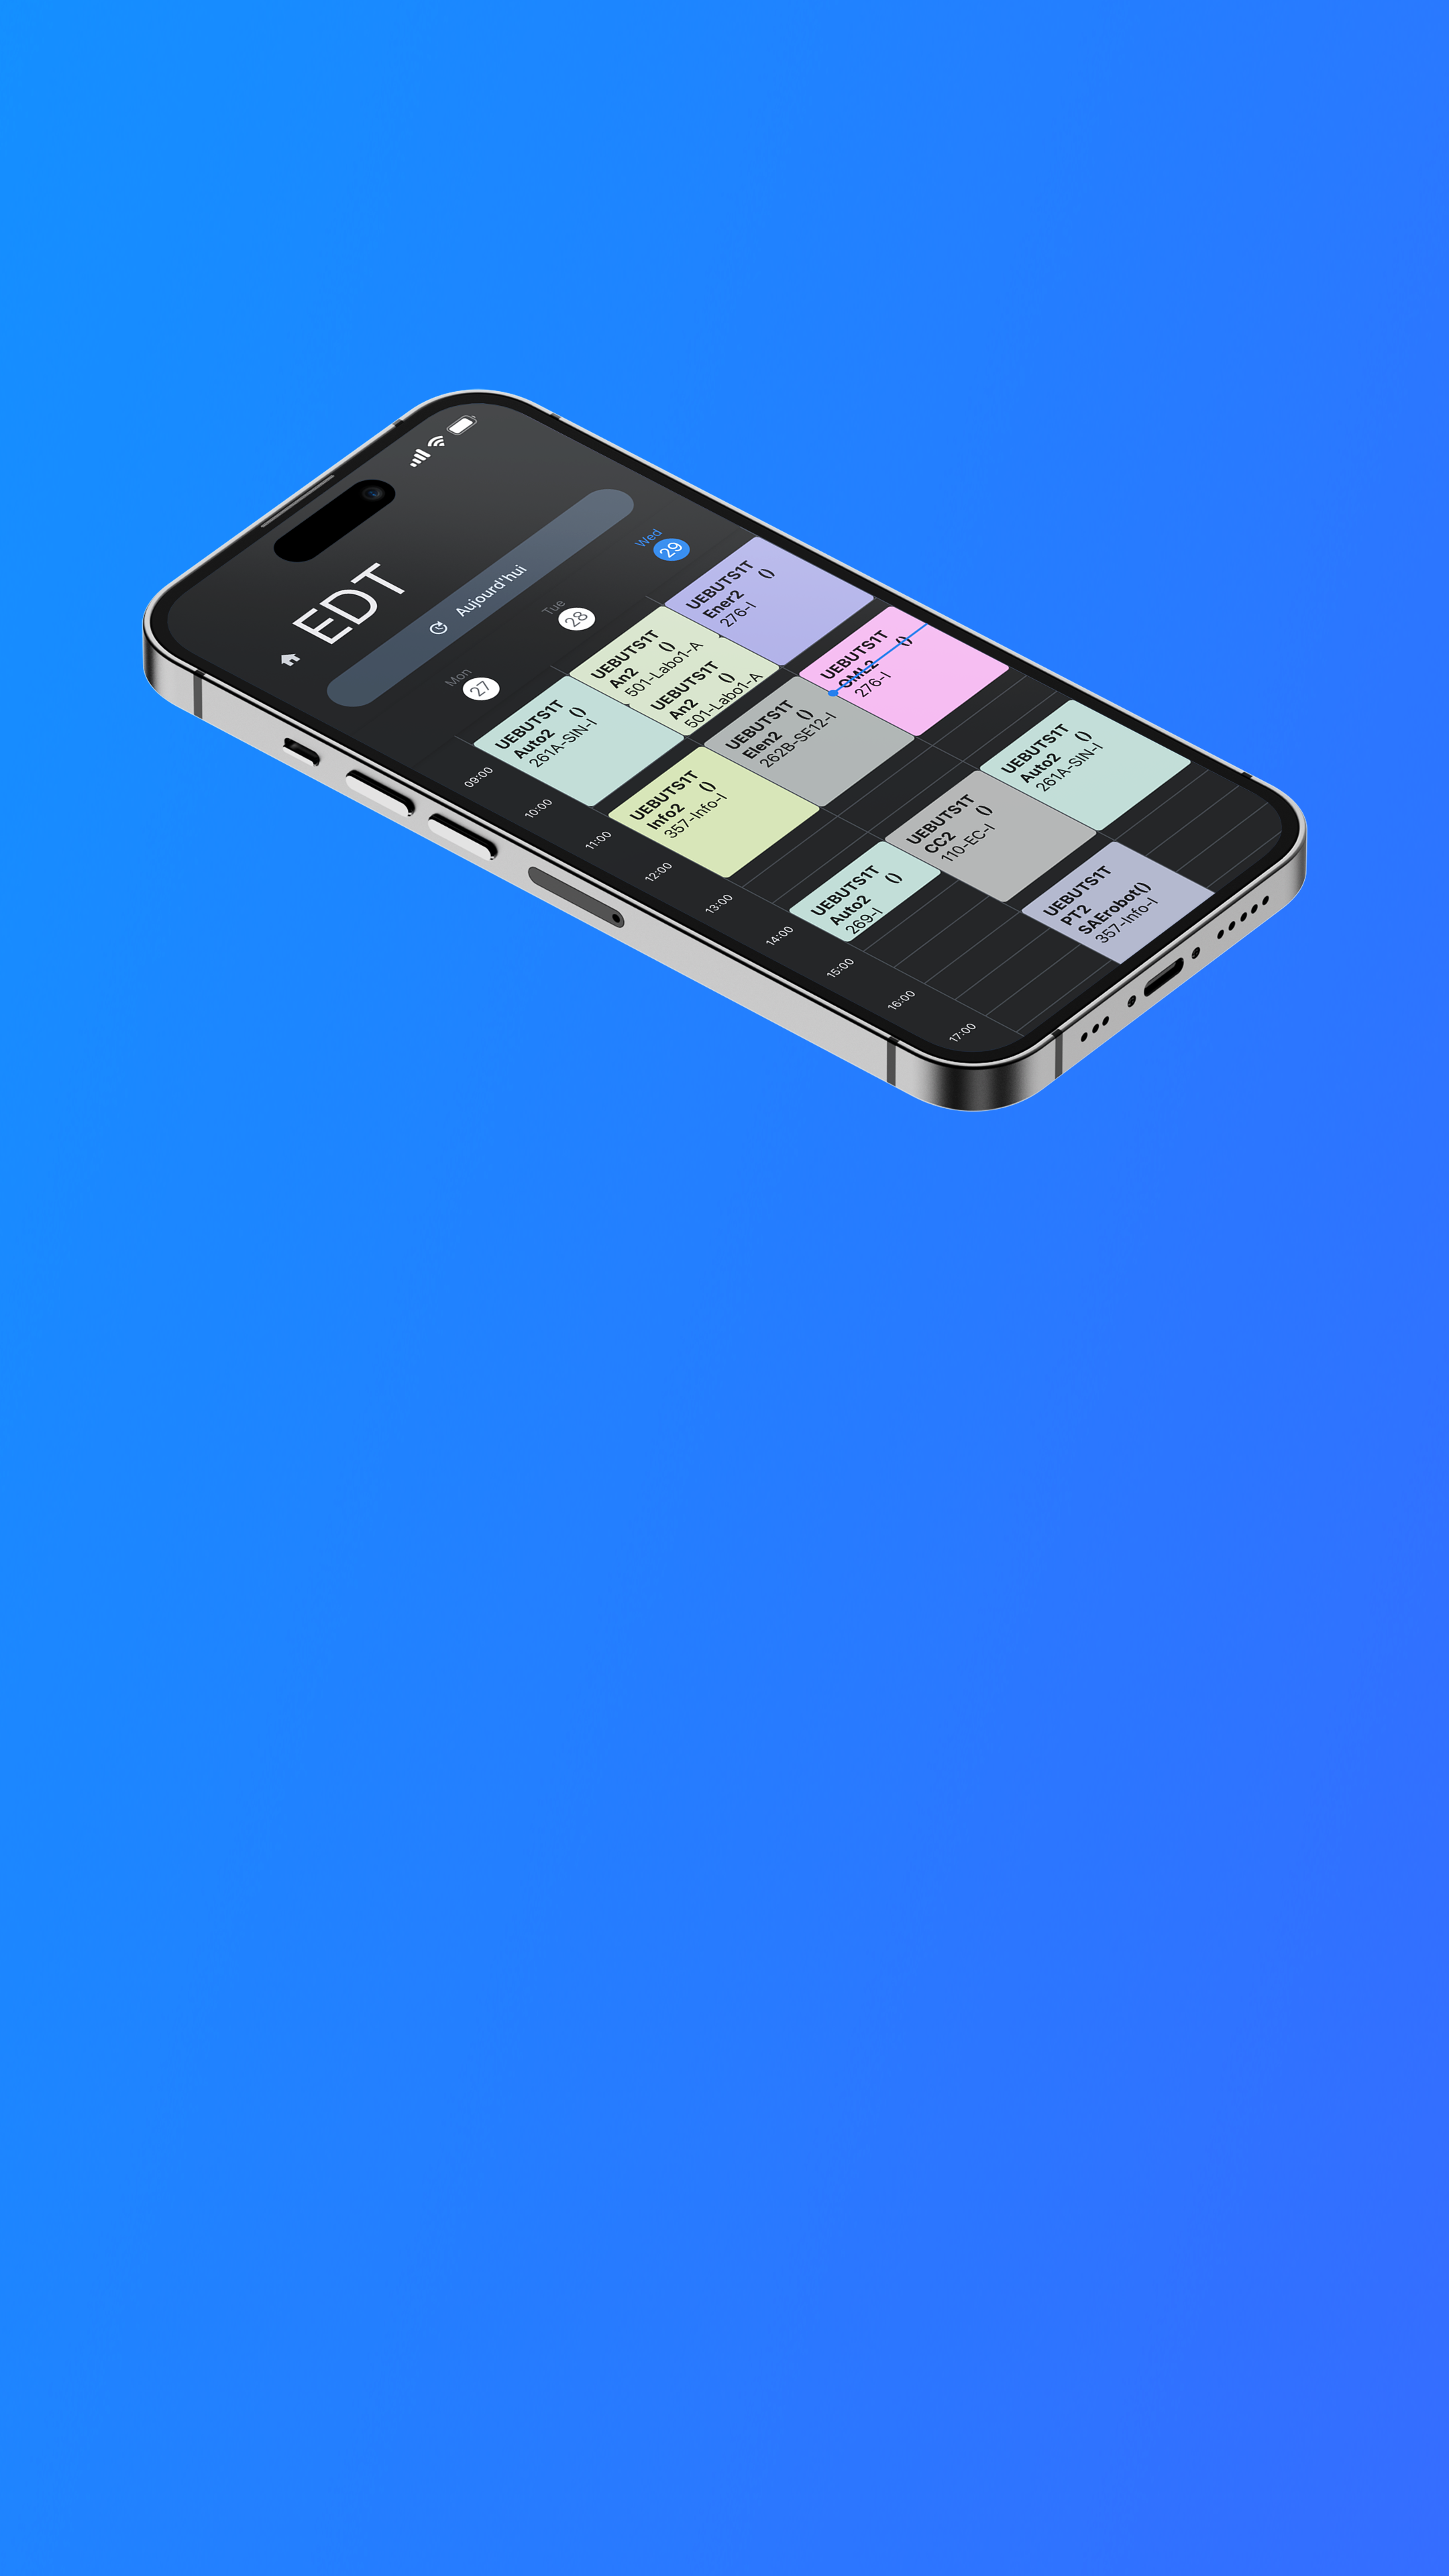 EDT
Aujourd'hui
Mon
27
Tue
28
Wed
29
09:00
10:00
11:00
12:00
13:00
14:00
15:00
16:00
17:00
UEBUTS1T
Auto2 ()
261A-SIN-I
UEBUTS1T
Info2 ()
357-Info-I
UEBUTS1T
Auto2 ()
269-I
UEBUTS1T
An2 ()
501-Labo1-A
UEBUTS1T
An2 ()
501-Labo1-A
UEBUTS1T
Elen2 ()
262B-SE12-I
UEBUTS1T
CC2 ()
110-EC-I
UEBUTS1T
PT2
SAErobot()
357-Info-I
UEBUTS1T
Ener2 ()
276-I
UEBUTS1T
()
276-I
UEBUTS1T
Auto2 ()
261A-SIN-I